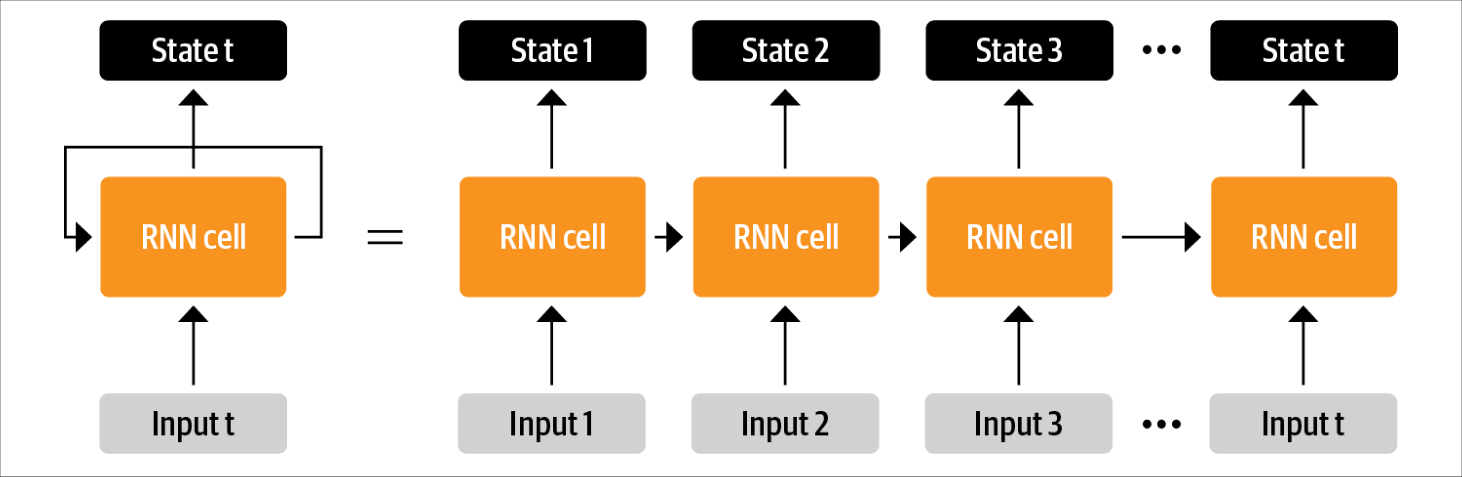 State t
State 1
State 2
State 3
•••
State t
RNN cell
=
RNN cell
RNN cell
RNN cell
RNN cell
Input t
Input 1
Input 2
Input 3
•••
Input t